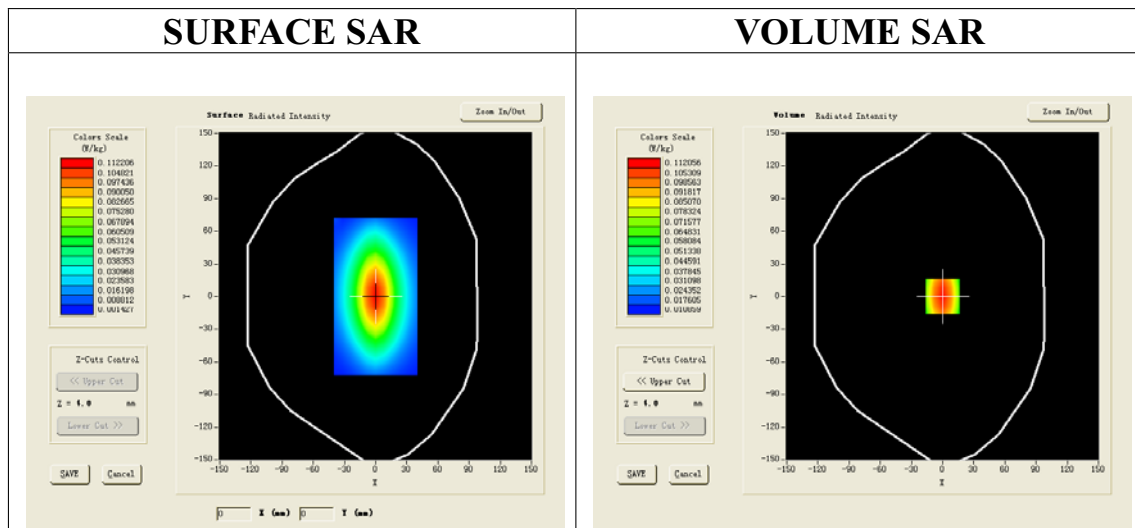 SURFACE SAR
VOLUME SAR
Surface Radiated Intensity
Zoom In/Out
Colors Scale
(W/kg)
0.112206
0.104821
0.097436
0.090050
0.082665
0.075280
0.067894
0.060509
0.053124
0.045739
0.038353
0.030968
0.023583
0.016198
0.008812
0.001427
150
120
90
60
30
0
-30
-60
-90
-120
-150
Y
-150 -120 -90 -60 -30 0 30 60 90 120 150
X
Z-Cuts Control
<< Upper Cut
Z = 4.0 mm
Lower Cut >>
SAVE Cancel
0 X (mm) 0 Y (mm)
Volume Radiated Intensity
Zoom In/Out
Colors Scale
(W/kg)
0.112056
0.105309
0.098563
0.091817
0.085070
0.078324
0.071577
0.064831
0.058084
0.051338
0.044591
0.037845
0.031098
0.024352
0.017605
0.010859
150
120
90
60
30
0
-30
-60
-90
-120
-150
Y
-150 -120 -90 -60 -30 0 30 60 90 120 150
X
Z-Cuts Control
<< Upper Cut
Z = 4.0 mm
Lower Cut >>
SAVE Cancel